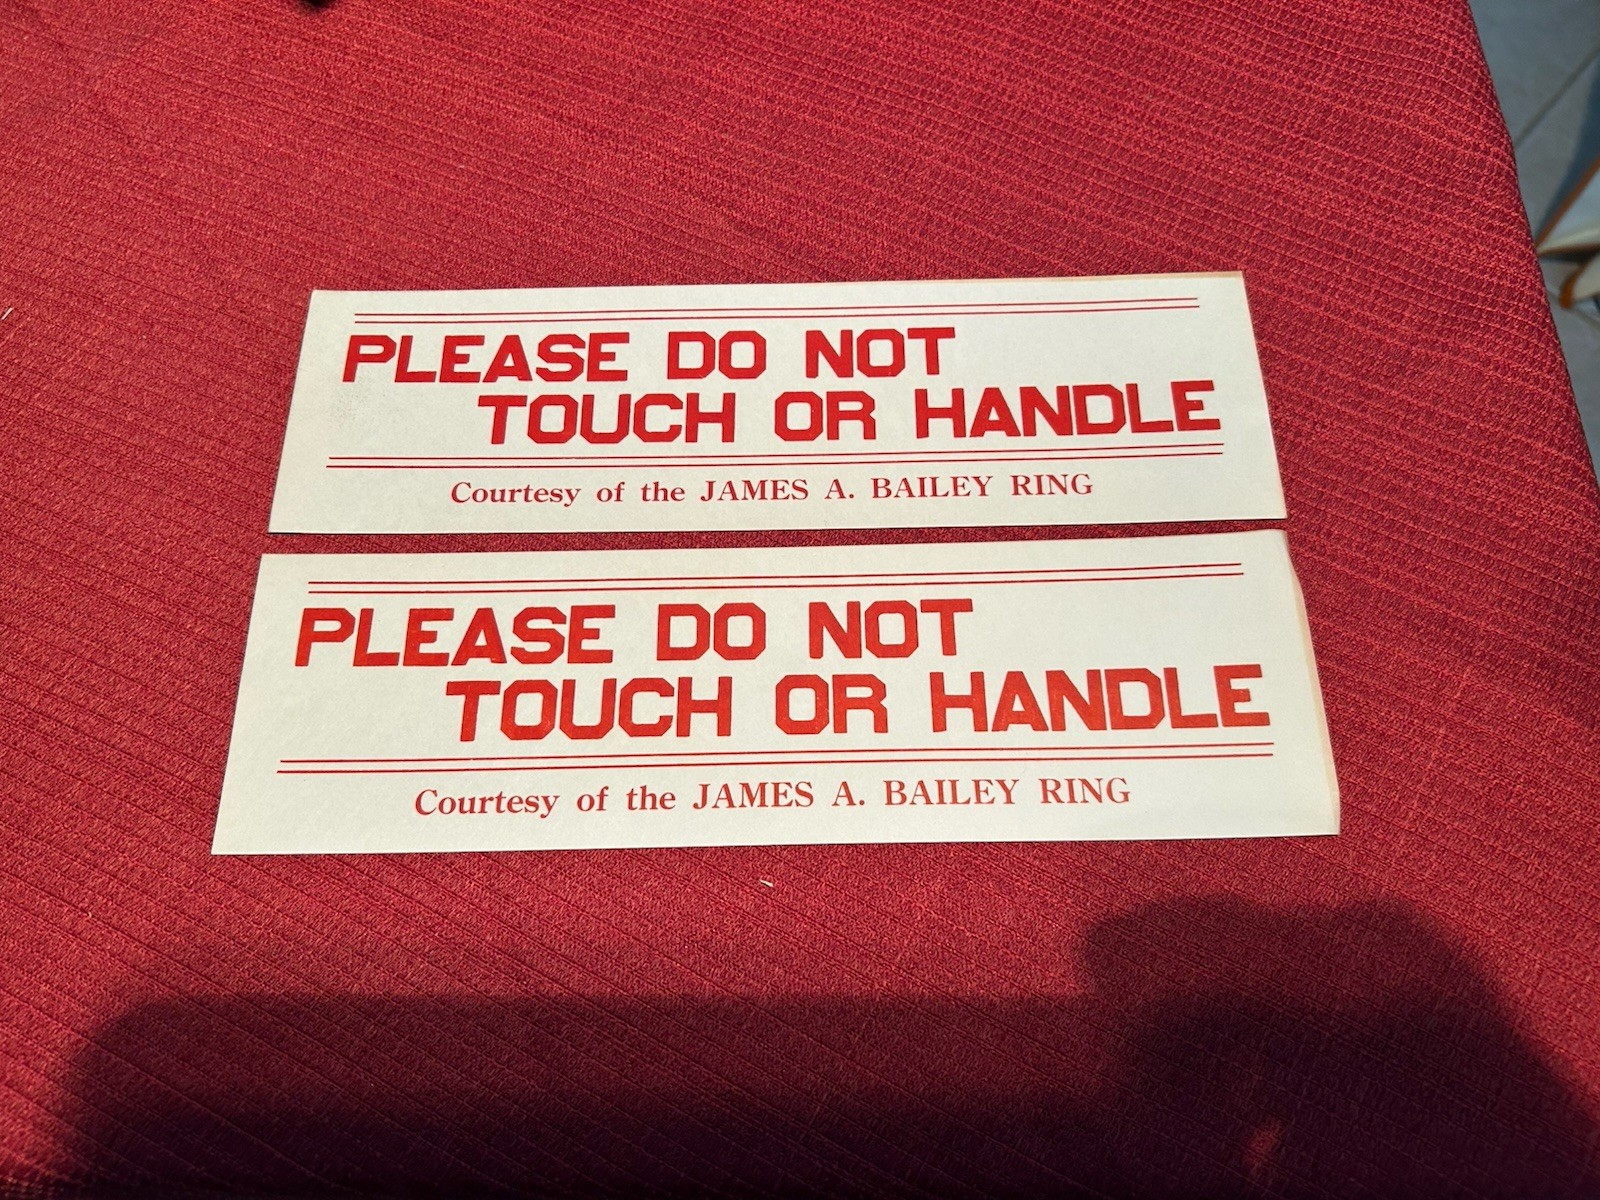 PLEASE DO NOT
TOUCH OR HANDLE
Courtesy of the JAMES A. BAILEY RING
PLEASE DO NOT
TOUCH OR HANDLE
Courtesy of the JAMES A. BAILEY RING